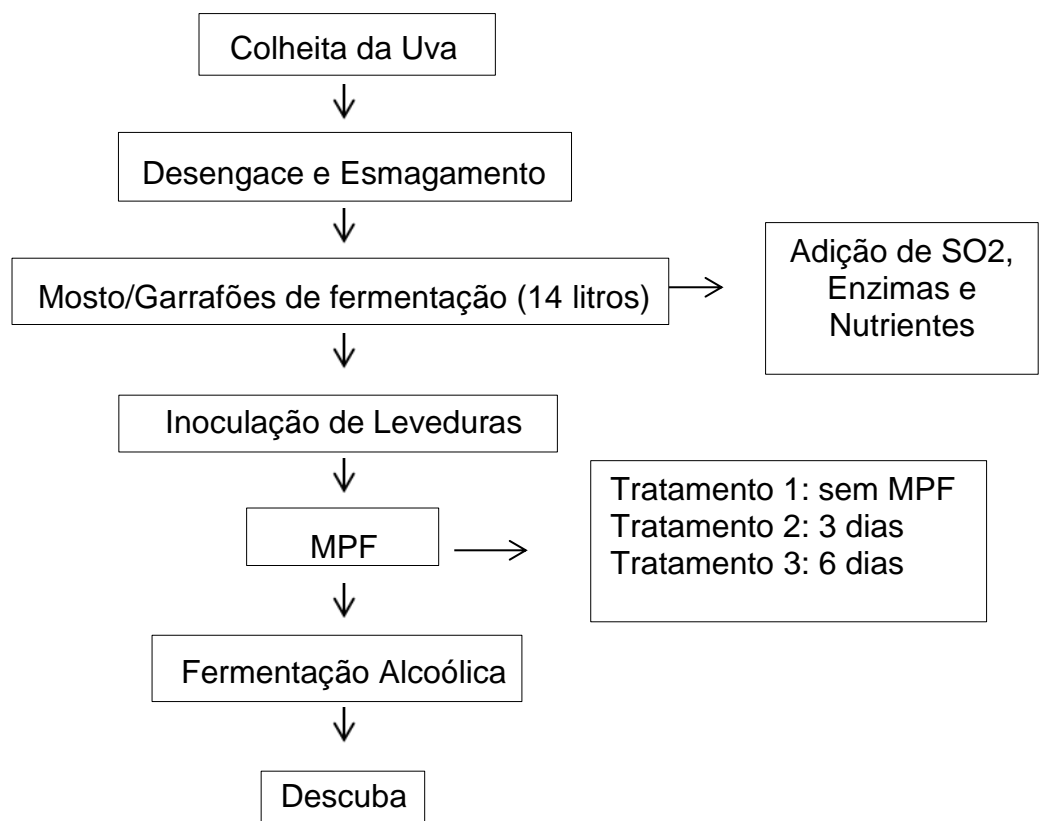 Colheita da Uva
Desengace e Esmagamento
Mosto/Garrafões de fermentação (14 litros)
Adição de SO2,
Enzimas e
Nutrientes
Inoculação de Leveduras
MPF
Tratamento 1: sem MPF
Tratamento 2: 3 dias
Tratamento 3: 6 dias
Fermentação Alcoólica
Descuba